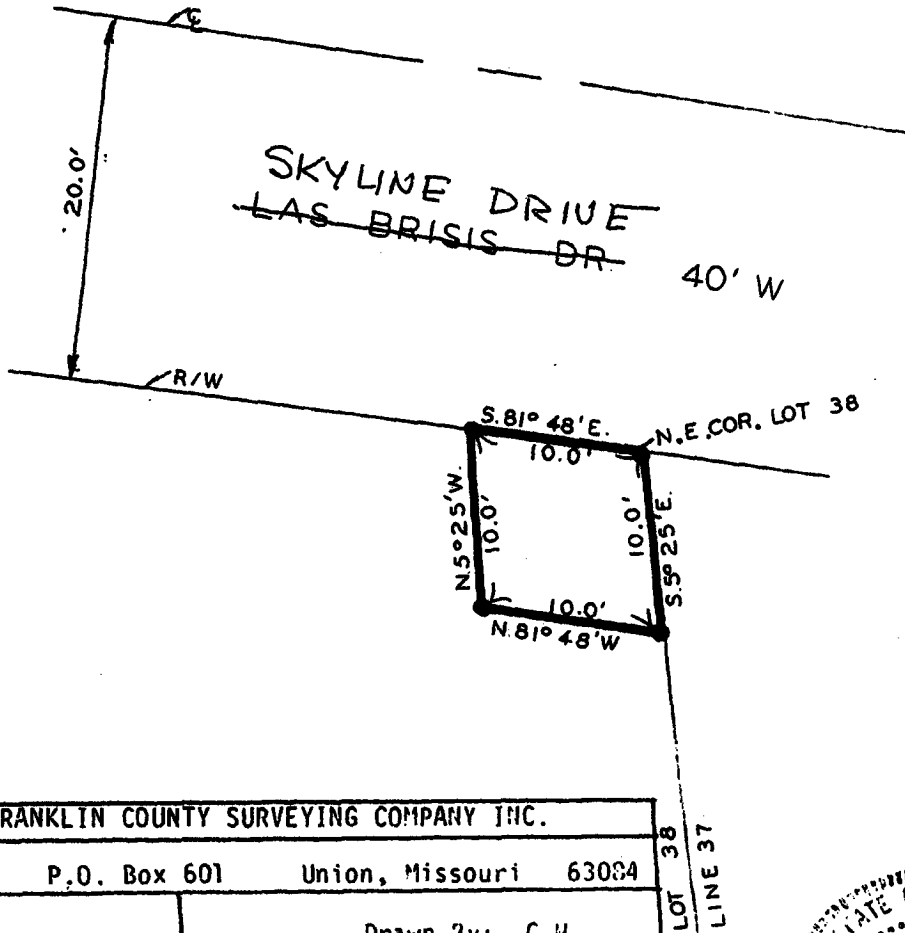 ℄
20.0'
SKYLINE DRIVE
LAS BRISIS DR
40' W
R/W
S.81° 48'E.
10.0'
N.E.COR. LOT 38
N.5° 25'W.
10.0'
10.0'
S.5° 25'E.
10.0'
N.81° 48'W
RANKLIN COUNTY SURVEYING COMPANY INC.
P.O. Box 601 Union, Missouri 63084
LOT 38
LINE 37